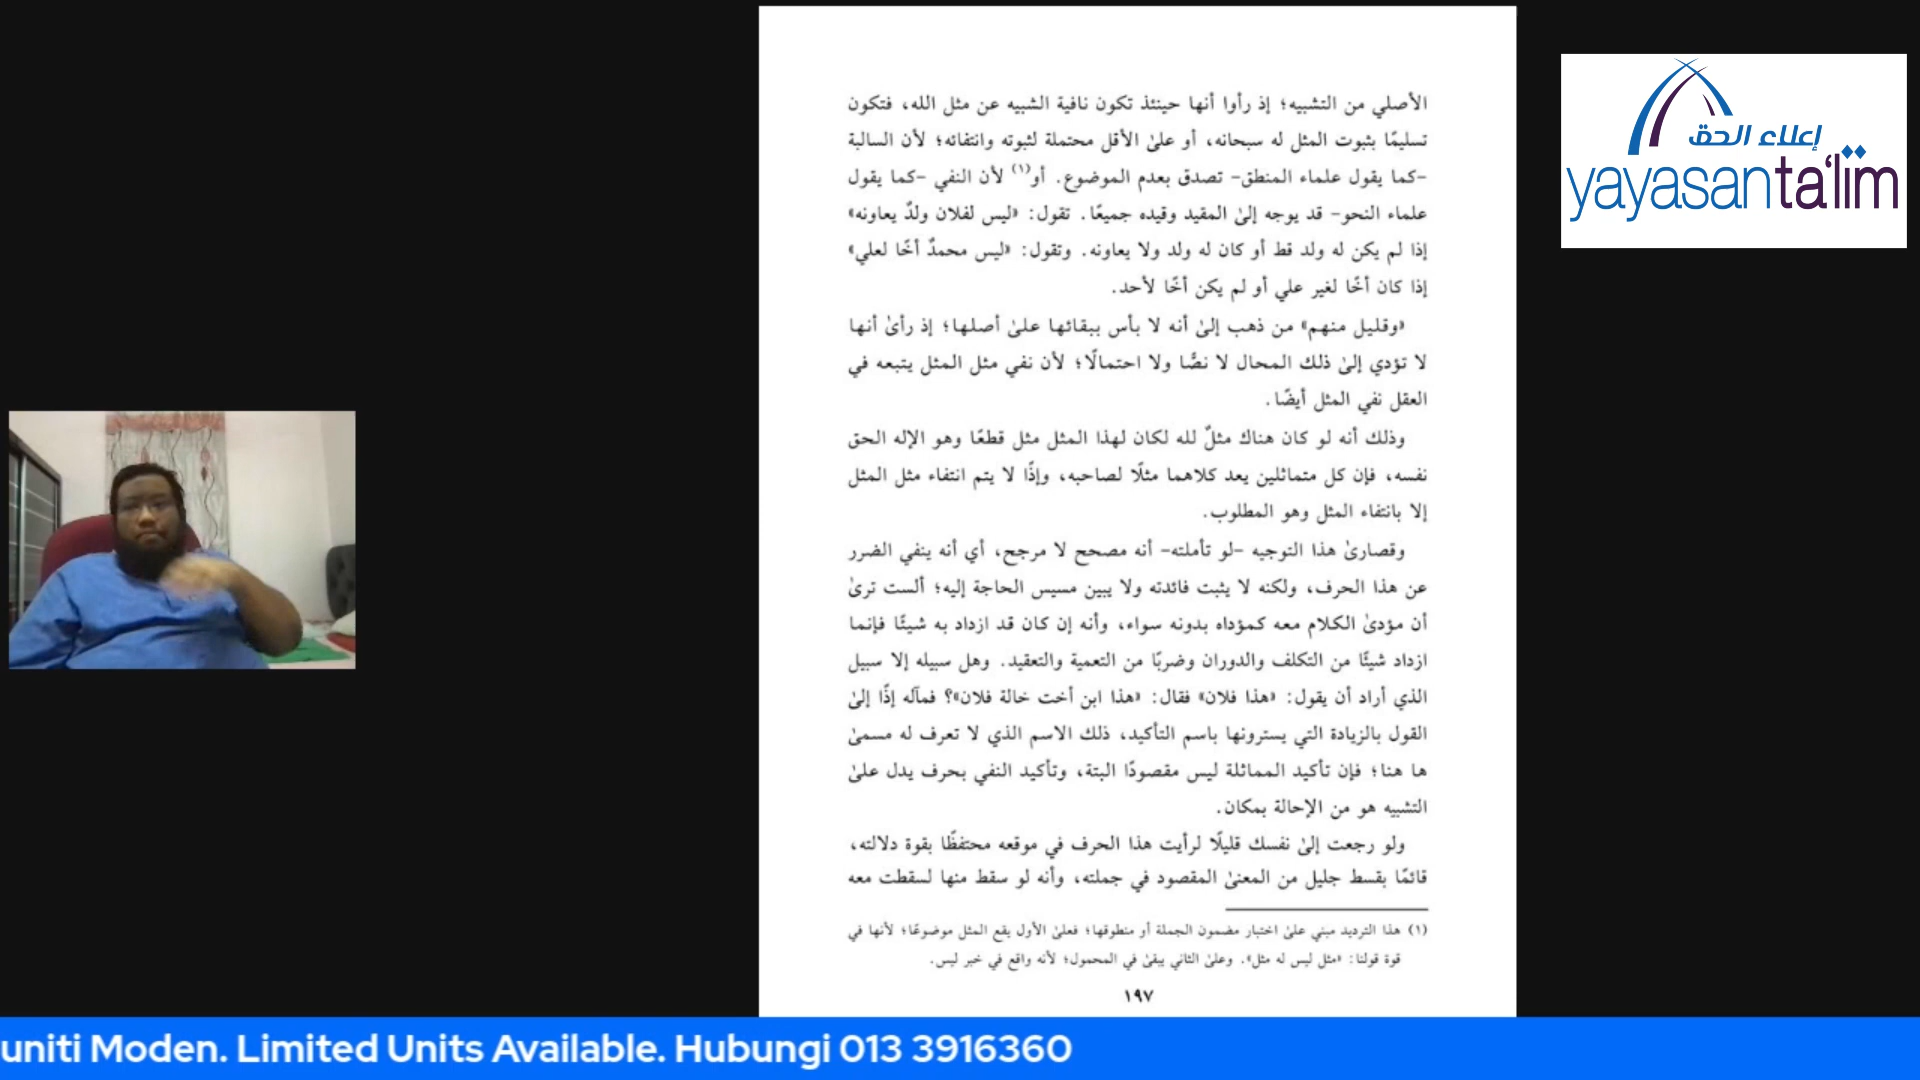 الأصلي من التشبيه؛ إذ رأوا أنها حينئذ تكون نافية الشبيه عن مثل الله، فتكون
تسليمًا بثبوت المثل له سبحانه، أو علىٰ الأقل محتملة لثبوته وانتفائه؛ لأن السالبة
-كما يقول علماء المنطق- تصدق بعدم الموضوع. أو(١) لأن النفي -كما يقول
علماء النحو- قد يوجه إلىٰ المقيد وقيده جميعًا. تقول: «ليس لفلان ولدٌ يعاونه»
إذا لم يكن له ولد قط أو كان له ولد ولا يعاونه. وتقول: «ليس محمدٌ أخًا لعلي»
إذا كان أخًا لغير علي أو لم يكن أخًا لأحد.
«وقليل منهم» من ذهب إلىٰ أنه لا بأس ببقائها علىٰ أصلها؛ إذ رأىٰ أنها
لا تؤدي إلىٰ ذلك المحال لا نصًّا ولا احتمالًا؛ لأن نفي مثل المثل يتبعه في
العقل نفي المثل أيضًا.
وذلك أنه لو كان هناك مثلٌ لله لكان لهذا المثل مثل قطعًا وهو الإله الحق
نفسه، فإن كل متماثلين يعد كلاهما مثلًا لصاحبه، وإذًا لا يتم انتفاء مثل المثل
إلا بانتفاء المثل وهو المطلوب.
وقصارىٰ هذا التوجيه -لو تأملته- أنه مصحح لا مرجح، أي أنه ينفي الضرر
عن هذا الحرف، ولكنه لا يثبت فائدته ولا يبين مسيس الحاجة إليه؛ ألست ترىٰ
أن مؤدىٰ الكلام معه كمؤداه بدونه سواء، وأنه إن كان قد ازداد به شيئًا فإنما
ازداد شيئًا من التكلف والدوران وضربًا من التعمية والتعقيد. وهل سبيله إلا سبيل
الذي أراد أن يقول: «هذا فلان» فقال: «هذا ابن أخت خالة فلان»؟ فمآله إذًا إلىٰ
القول بالزيادة التي يسترونها باسم التأكيد، ذلك الاسم الذي لا تعرف له مسمىٰ
ها هنا؛ فإن تأكيد المماثلة ليس مقصودًا البتة، وتأكيد النفي بحرف يدل علىٰ
التشبيه هو من الإحالة بمكان.
ولو رجعت إلىٰ نفسك قليلًا لرأيت هذا الحرف في موقعه محتفظًا بقوة دلالته،
قائمًا بقسط جليل من المعنىٰ المقصود في جملته، وأنه لو سقط منها لسقطت معه
(١) هذا الترديد مبني علىٰ اختبار مضمون الجملة أو منطوقها؛ فعلىٰ الأول يقع المثل موضوعًا؛ لأنها في
قوة قولنا: «مثل ليس له مثل». وعلىٰ الثاني يبقىٰ في المحمول؛ لأنه واقع في خبر ليس.
١٩٧
إعلاء الحق
yayasanta'lim
uniti Moden. Limited Units Available. Hubungi 013 3916360